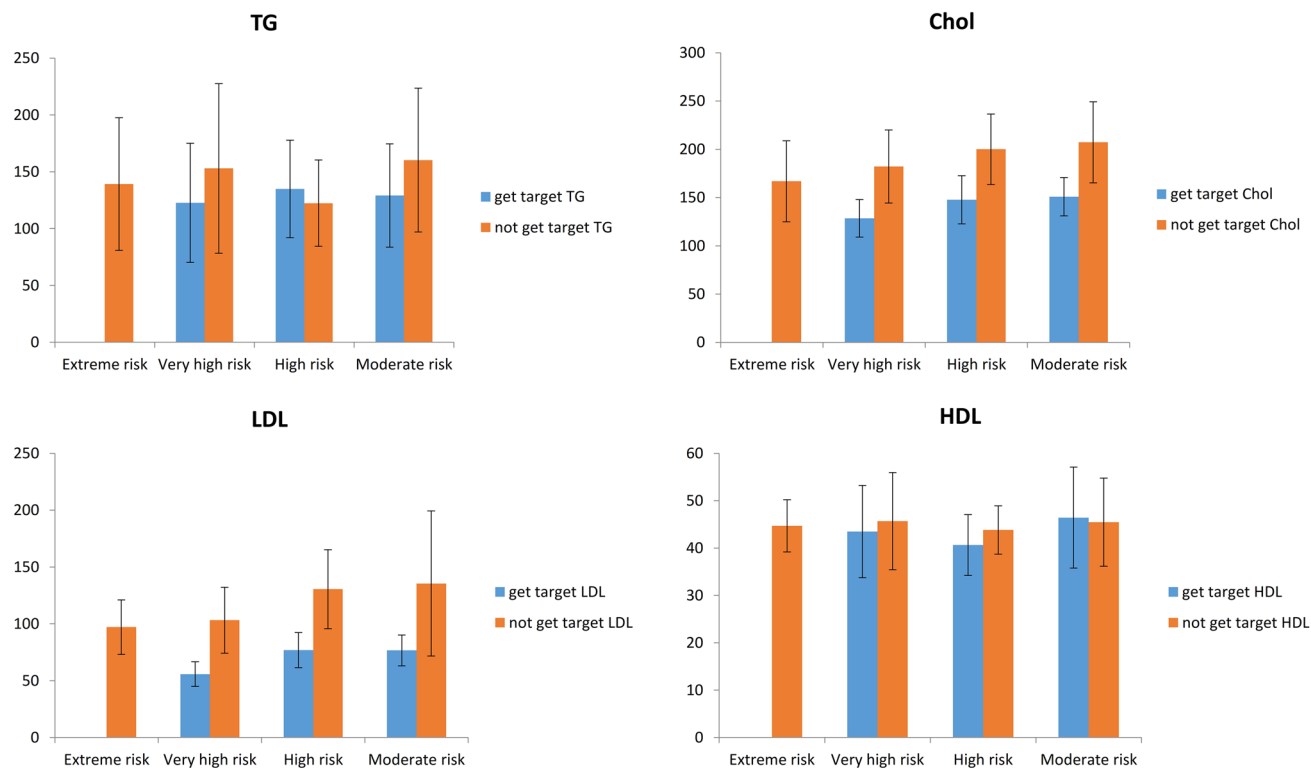 TG
250
200
150
100
50
0
Extreme risk Very high risk High risk Moderate risk
get target TG
not get target TG
Chol
300
250
200
150
100
50
0
Extreme risk Very high risk High risk Moderate risk
get target Chol
not get target Chol
LDL
250
200
150
100
50
0
Extreme risk Very high risk High risk Moderate risk
get target LDL
not get target LDL
HDL
60
50
40
30
20
10
0
Extreme risk Very high risk High risk Moderate risk
get target HDL
not get target HDL